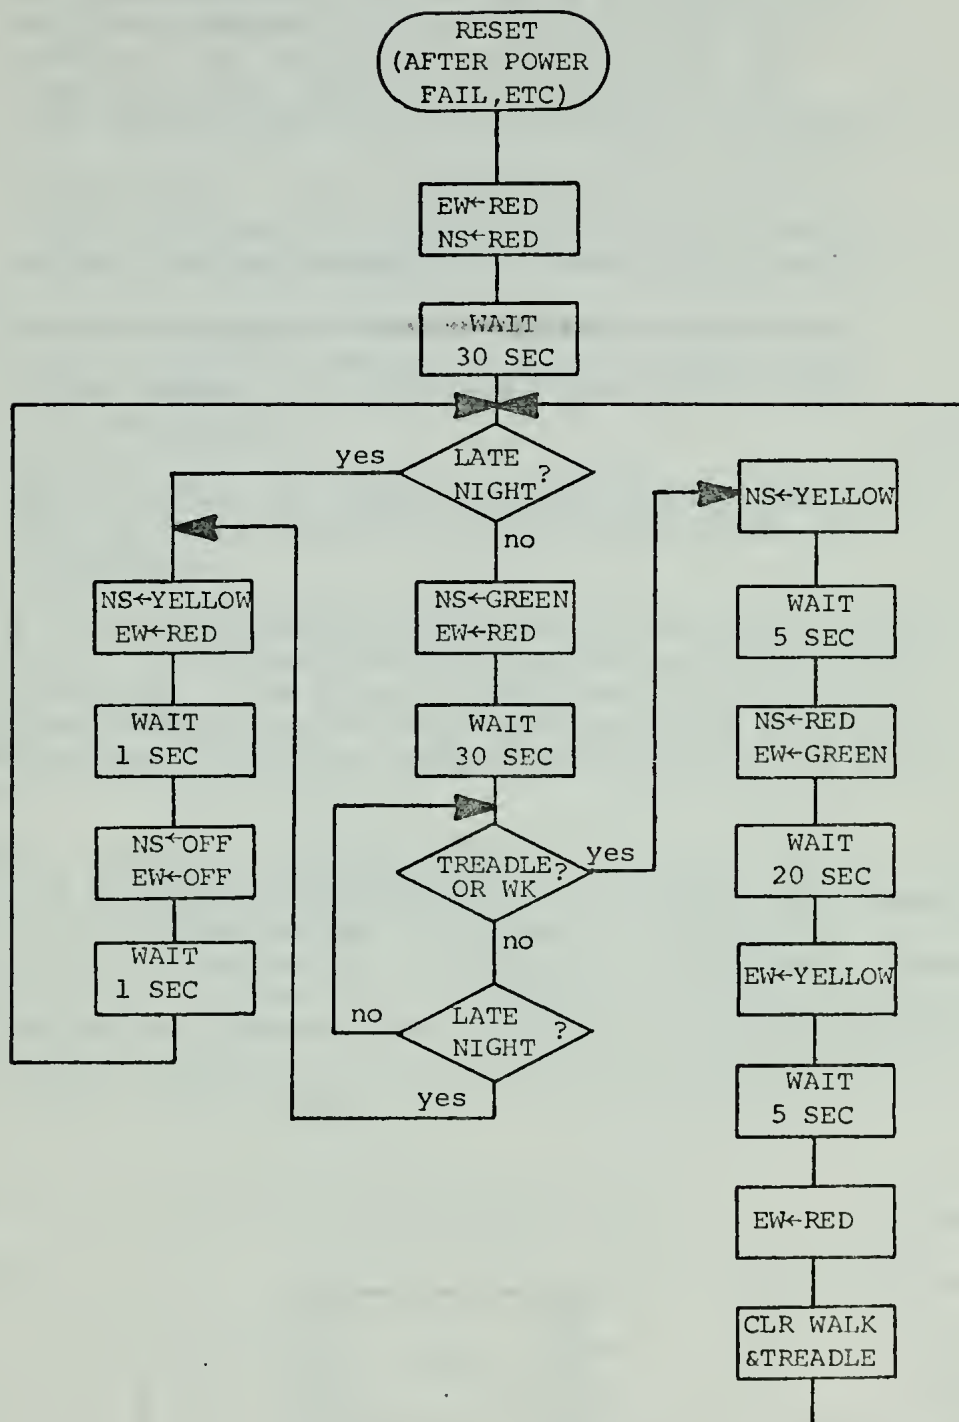 RESET
(AFTER POWER
FAIL,ETC)
EW←RED
NS←RED
WAIT
30 SEC
yes
LATE
NIGHT?
no
NS←YELLOW
EW←RED
WAIT
1 SEC
NS←OFF
EW←OFF
WAIT
1 SEC
NS←GREEN
EW←RED
WAIT
30 SEC
TREADLE?
OR WK
yes
no
LATE
NIGHT?
no
yes
NS←YELLOW
WAIT
5 SEC
NS←RED
EW←GREEN
WAIT
20 SEC
EW←YELLOW
WAIT
5 SEC
EW←RED
CLR WALK
&TREADLE